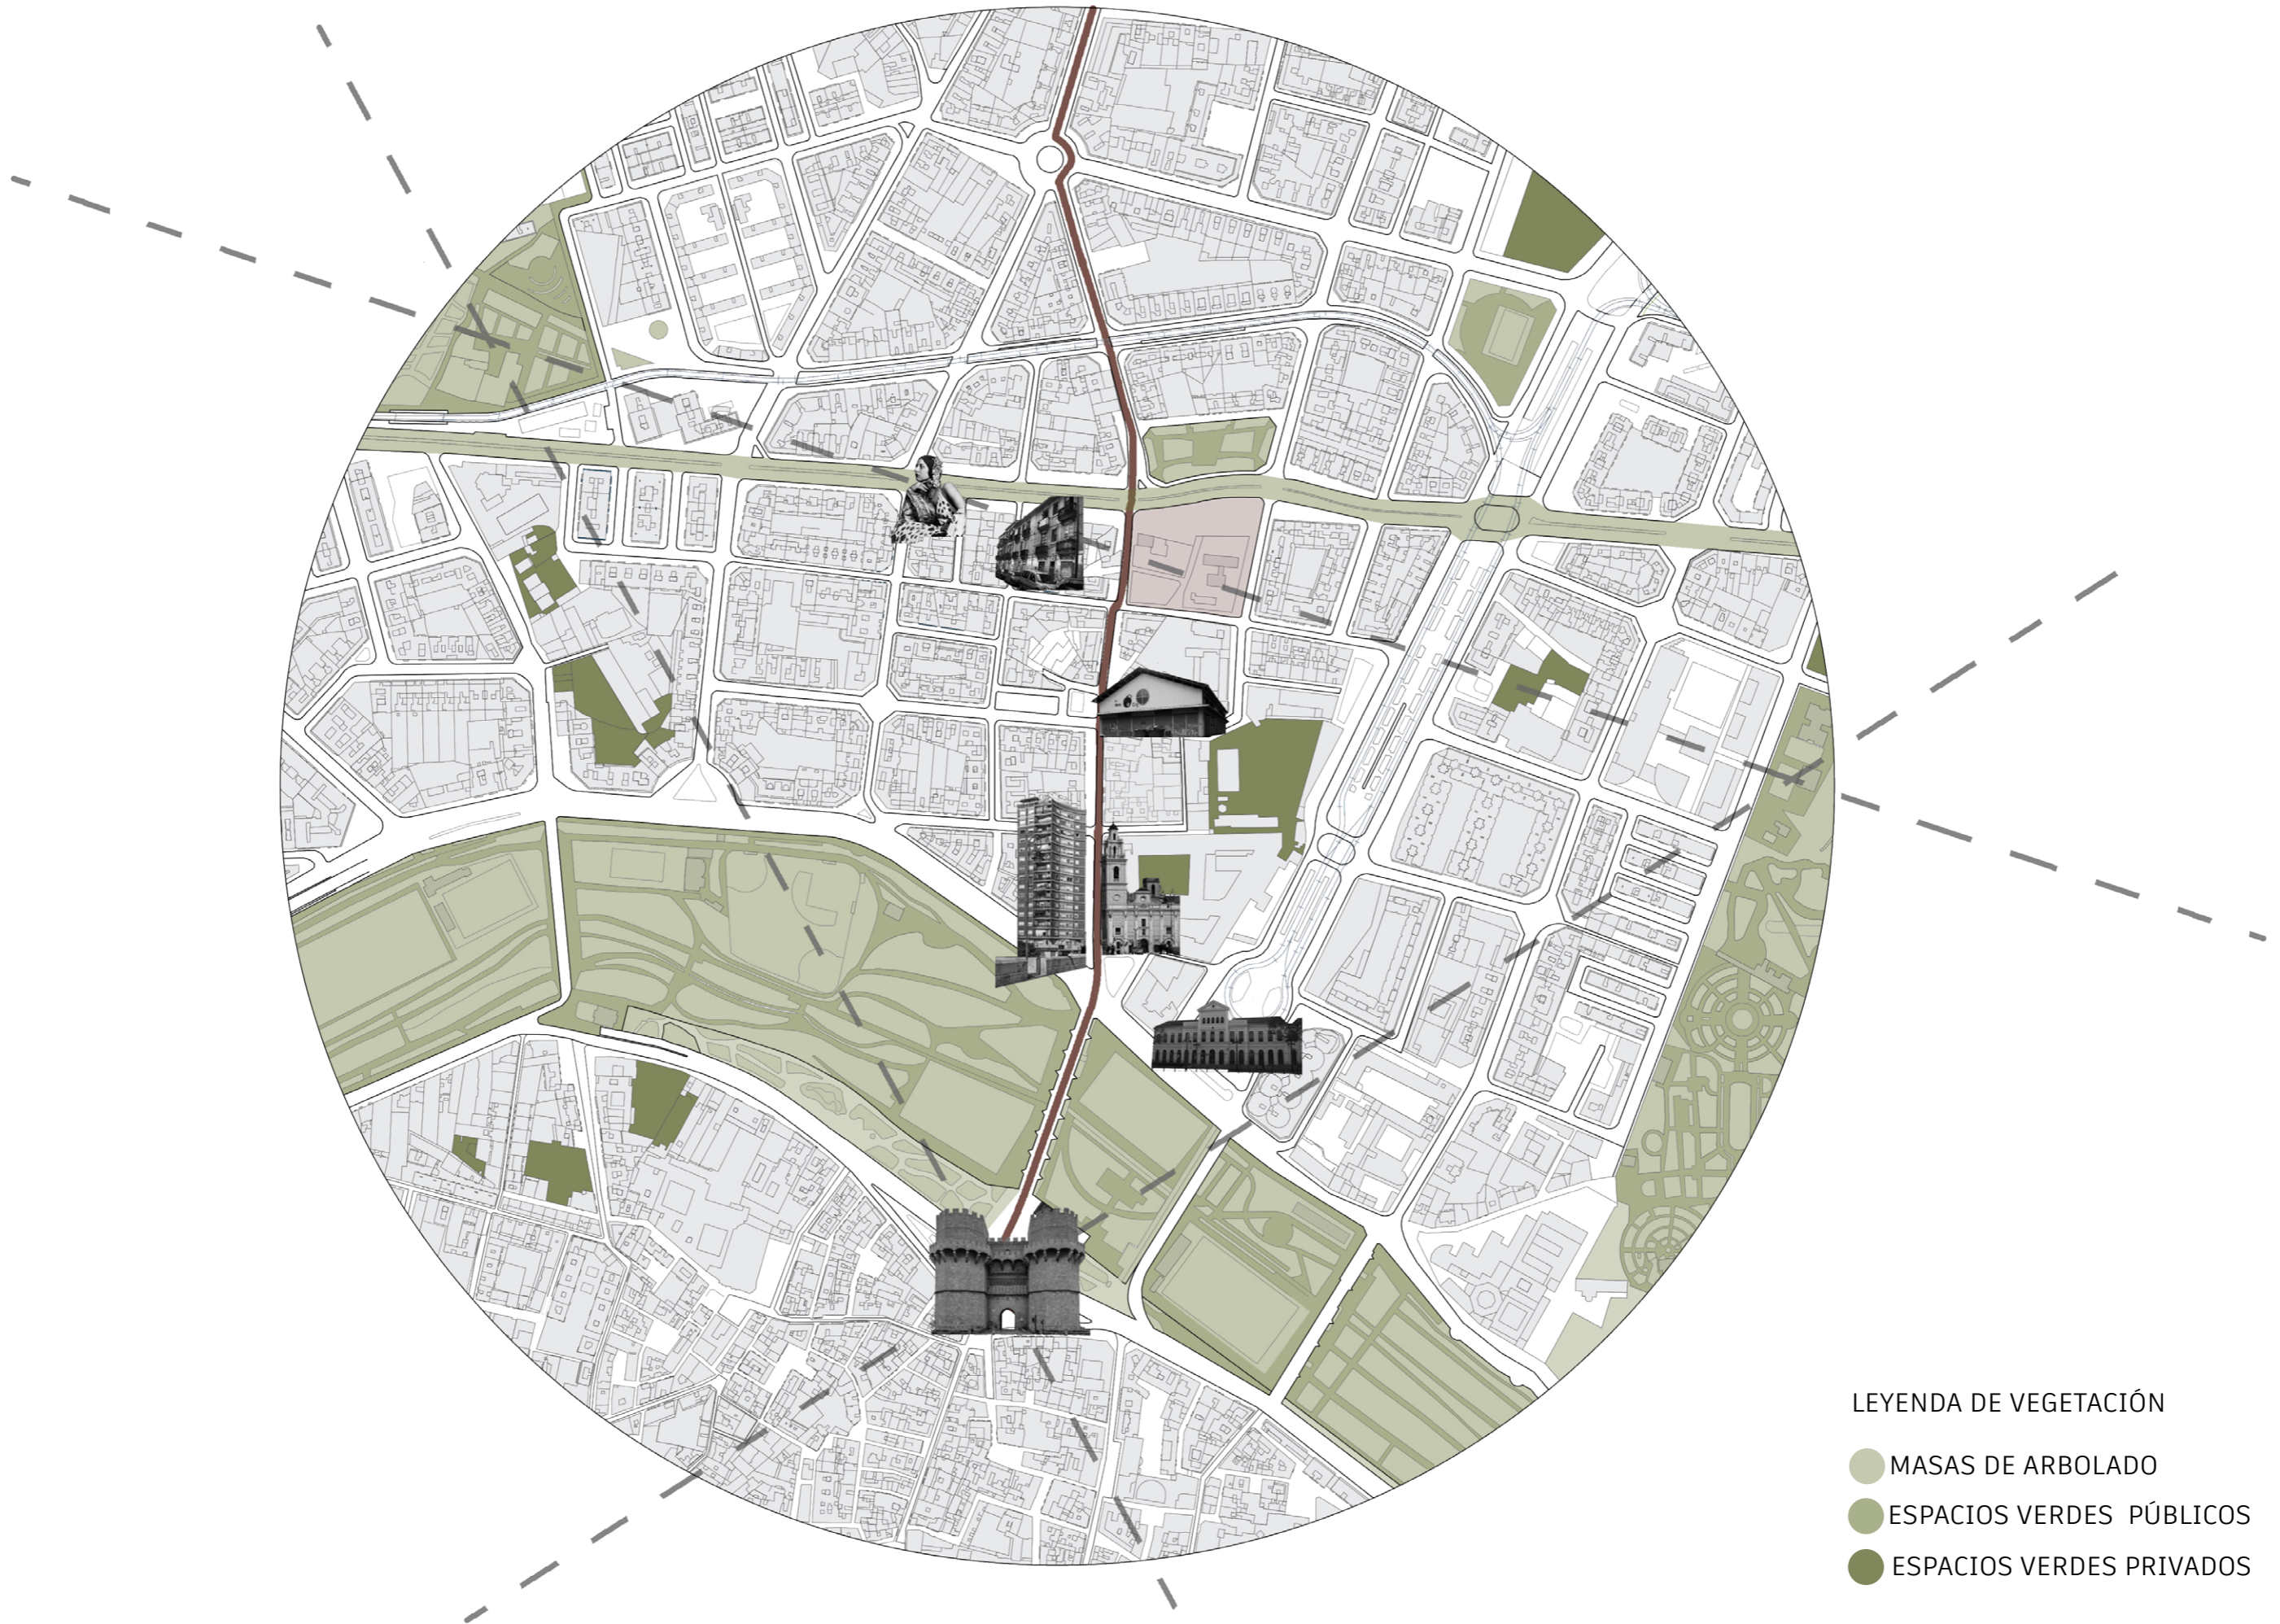 LEYENDA DE VEGETACIÓN
MASAS DE ARBOLADO
ESPACIOS VERDES PÚBLICOS
ESPACIOS VERDES PRIVADOS